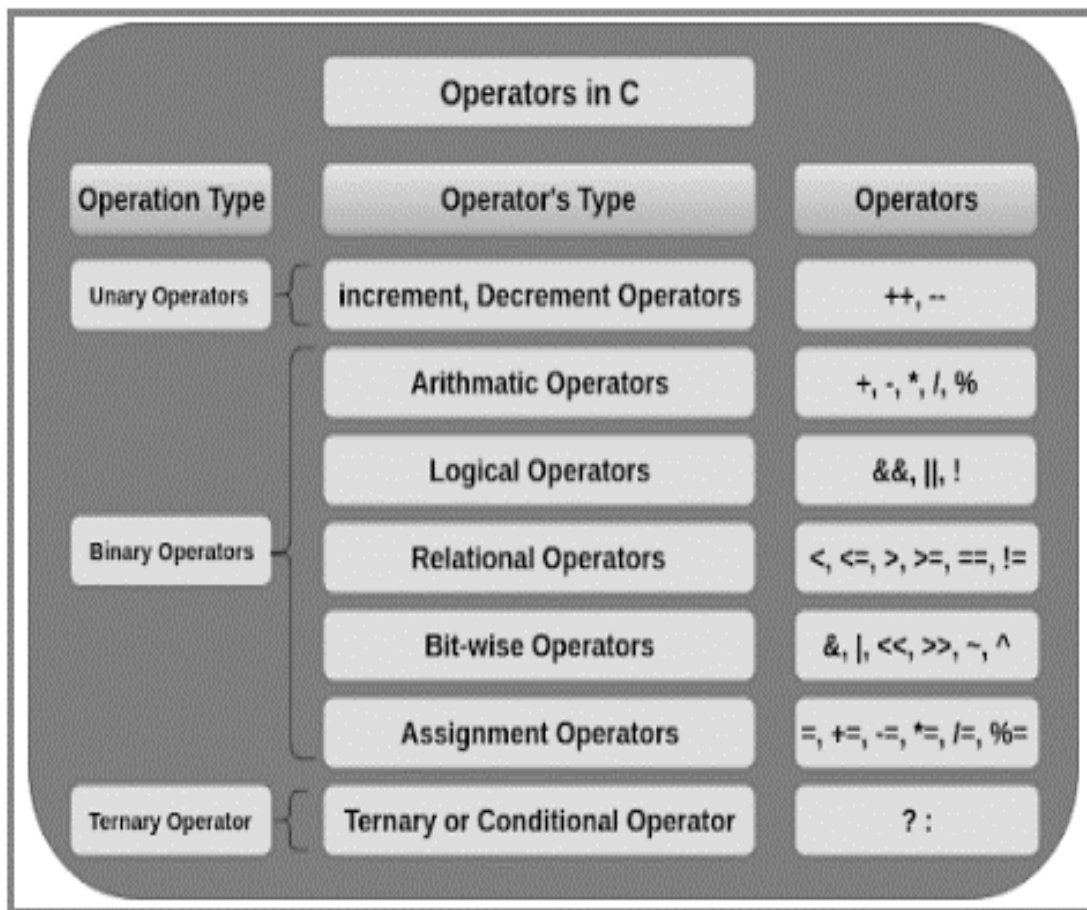 Operators in C
Operation Type Operator's Type Operators
Unary Operators increment, Decrement Operators ++, --
Arithmatic Operators +, -, *, /, %
Logical Operators &&, ||, !
Binary Operators Relational Operators <, <=, >, >=, ==, !=
Bit-wise Operators &, |, <<, >>, ~, ^
Assignment Operators =, +=, -=, *=, /=, %=
Ternary Operator Ternary or Conditional Operator ? :